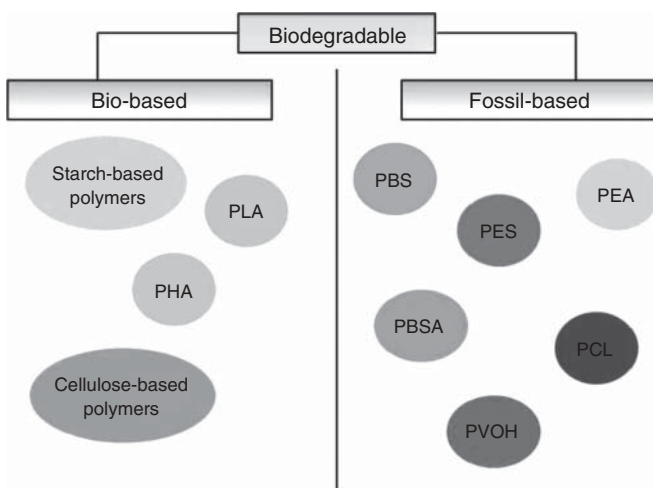 Biodegradable
Bio-based
Fossil-based
Starch-based
polymers
PLA
PHA
Cellulose-based
polymers
PBS
PEA
PES
PBSA
PCL
PVOH